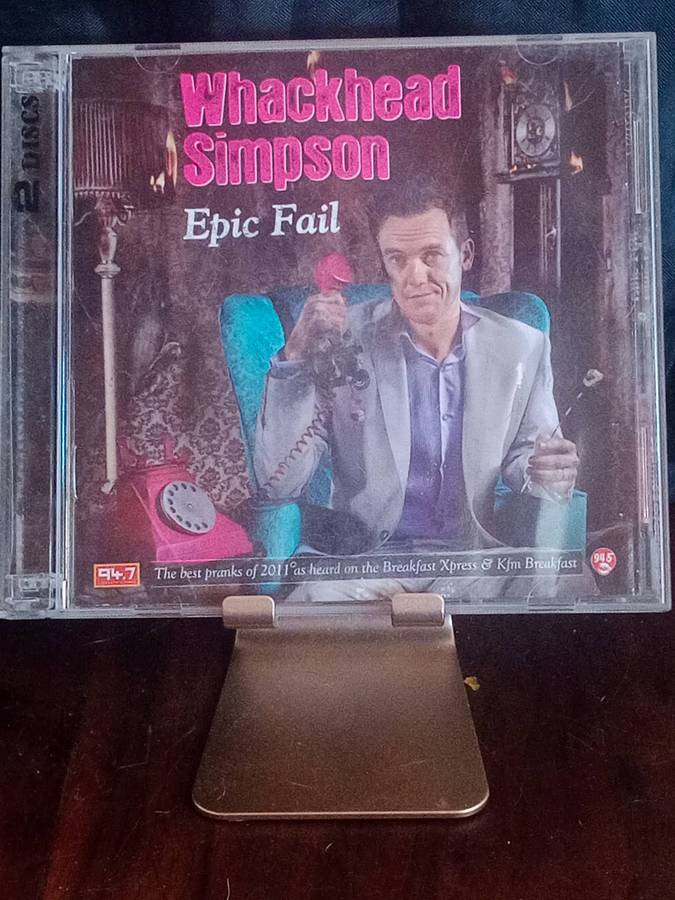 2 DISCS
Whackhead
Simpson
Epic Fail
94.7
The best pranks of 2011 as heard on the Breakfast Xpress & Kfm Breakfast
94.5